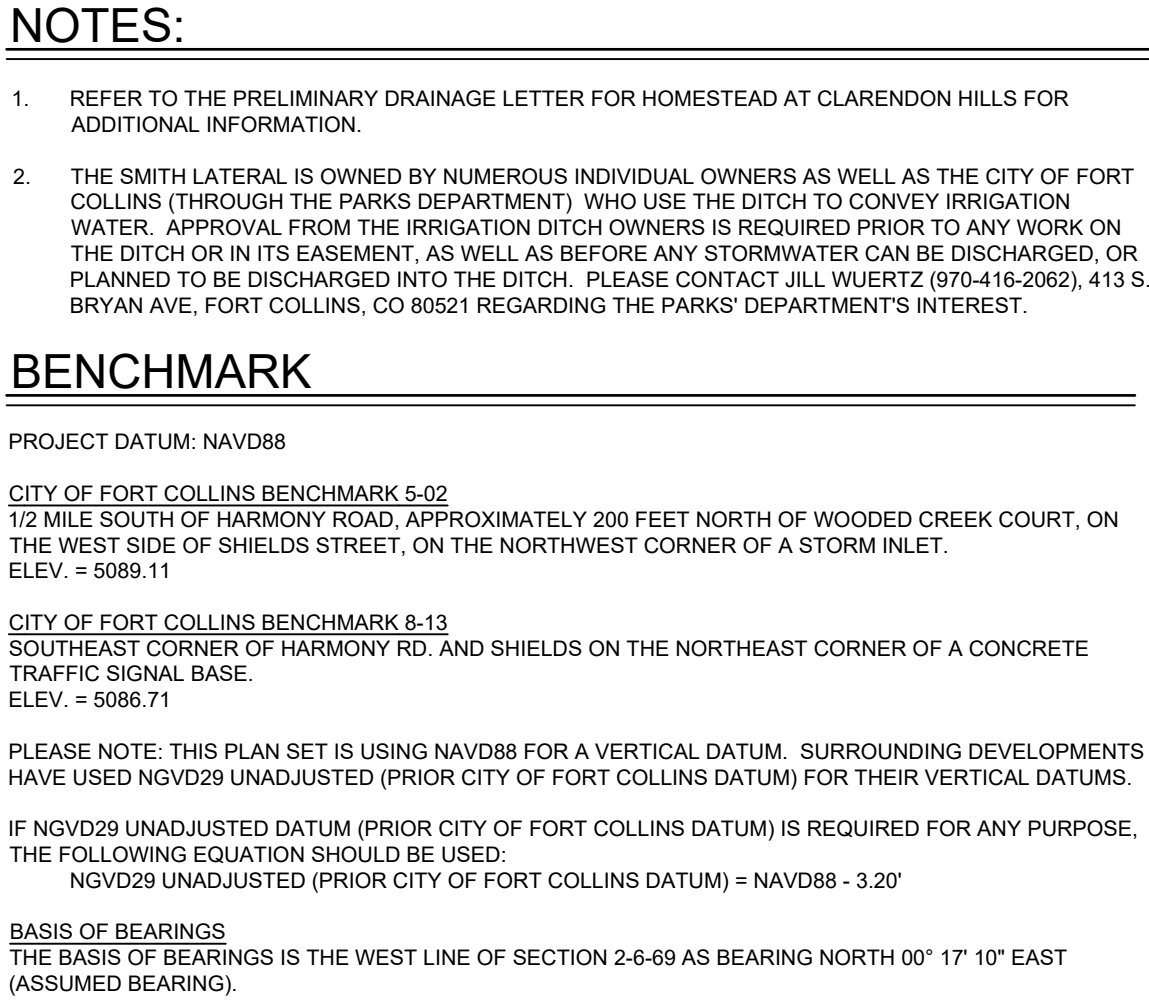 NOTES:
1. REFER TO THE PRELIMINARY DRAINAGE LETTER FOR HOMESTEAD AT CLARENDON HILLS FOR
ADDITIONAL INFORMATION.
2. THE SMITH LATERAL IS OWNED BY NUMEROUS INDIVIDUAL OWNERS AS WELL AS THE CITY OF FORT
COLLINS (THROUGH THE PARKS DEPARTMENT) WHO USE THE DITCH TO CONVEY IRRIGATION
WATER. APPROVAL FROM THE IRRIGATION DITCH OWNERS IS REQUIRED PRIOR TO ANY WORK ON
THE DITCH OR IN ITS EASEMENT, AS WELL AS BEFORE ANY STORMWATER CAN BE DISCHARGED, OR
PLANNED TO BE DISCHARGED INTO THE DITCH. PLEASE CONTACT JILL WUERTZ (970-416-2062), 413 S.
BRYAN AVE, FORT COLLINS, CO 80521 REGARDING THE PARKS' DEPARTMENT'S INTEREST.
BENCHMARK
PROJECT DATUM: NAVD88
CITY OF FORT COLLINS BENCHMARK 5-02
1/2 MILE SOUTH OF HARMONY ROAD, APPROXIMATELY 200 FEET NORTH OF WOODED CREEK COURT, ON
THE WEST SIDE OF SHIELDS STREET, ON THE NORTHWEST CORNER OF A STORM INLET.
ELEV. = 5089.11
CITY OF FORT COLLINS BENCHMARK 8-13
SOUTHEAST CORNER OF HARMONY RD. AND SHIELDS ON THE NORTHEAST CORNER OF A CONCRETE
TRAFFIC SIGNAL BASE.
ELEV. = 5086.71
PLEASE NOTE: THIS PLAN SET IS USING NAVD88 FOR A VERTICAL DATUM. SURROUNDING DEVELOPMENTS
HAVE USED NGVD29 UNADJUSTED (PRIOR CITY OF FORT COLLINS DATUM) FOR THEIR VERTICAL DATUMS.
IF NGVD29 UNADJUSTED DATUM (PRIOR CITY OF FORT COLLINS DATUM) IS REQUIRED FOR ANY PURPOSE,
THE FOLLOWING EQUATION SHOULD BE USED:
NGVD29 UNADJUSTED (PRIOR CITY OF FORT COLLINS DATUM) = NAVD88 - 3.20'
BASIS OF BEARINGS
THE BASIS OF BEARINGS IS THE WEST LINE OF SECTION 2-6-69 AS BEARING NORTH 00° 17' 10" EAST
(ASSUMED BEARING).